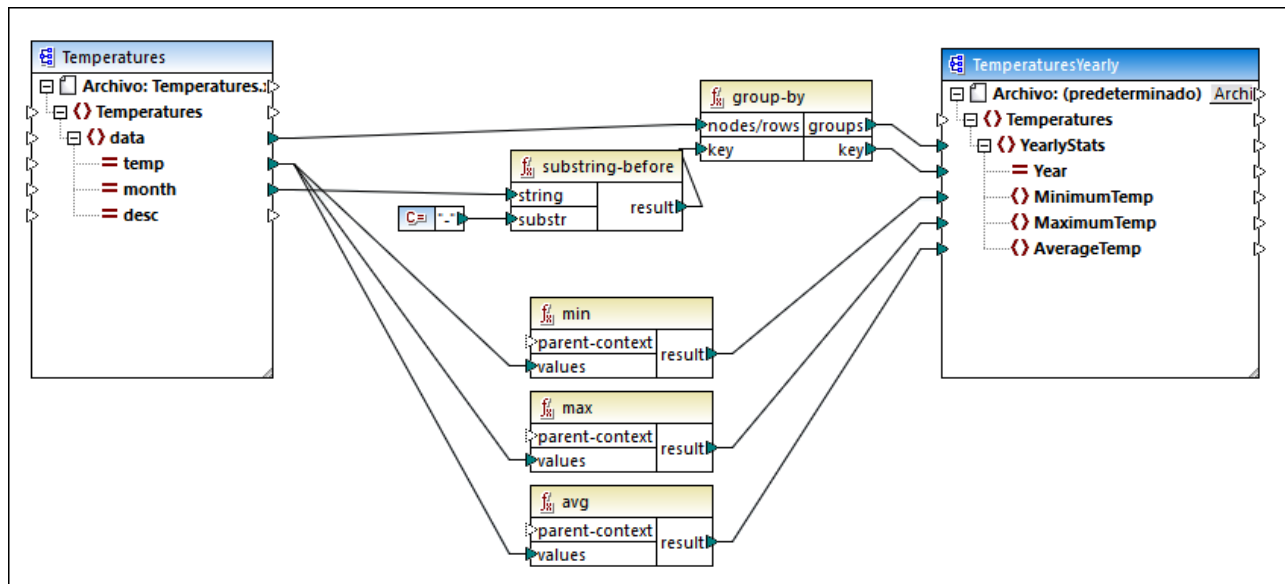 Temperatures
Archivo: Temperatures.x
Temperatures
data
temp
month
desc
group-by
nodes/rows groups
key key
substring-before
string
substr
result
C= "-"
min
parent-context
values
result
max
parent-context
values
result
avg
parent-context
values
result
TemperaturesYearly
Archivo: (predeterminado) Archi
Temperatures
YearlyStats
Year
MinimumTemp
MaximumTemp
AverageTemp